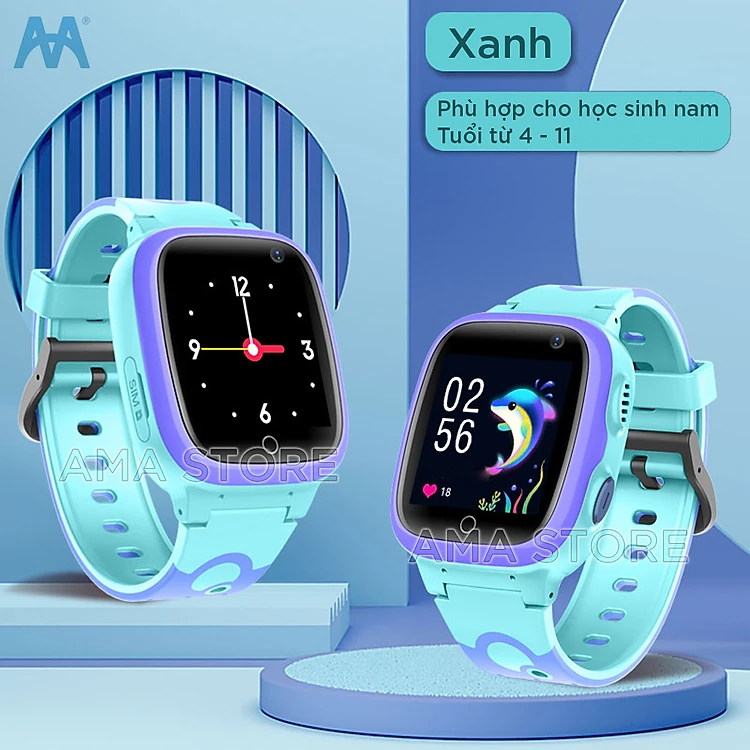 AMA®
Xanh
Phù hợp cho học sinh nam
Tuổi từ 4 - 11
12
9
3
6
SIM
02
56
18
AMA STORE
AMA STORE